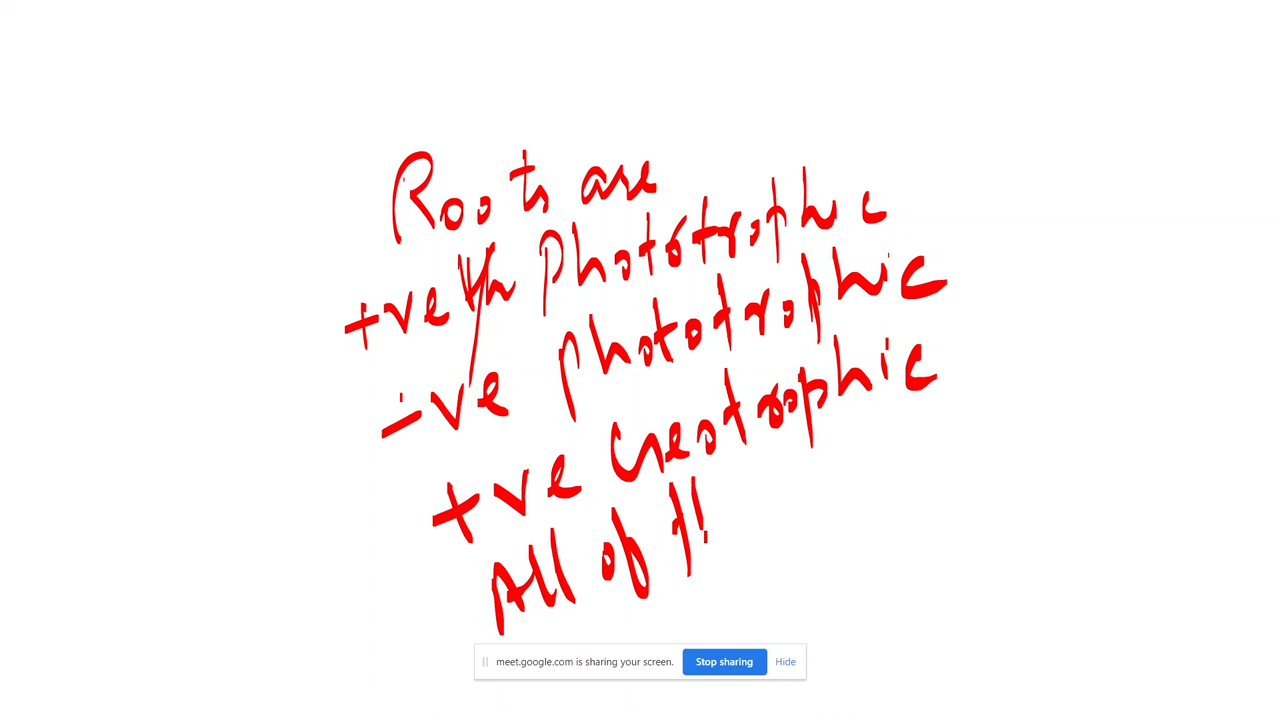 Roots are
+ve Phototrophic
-ve phototrophic
+ve Greotrophic
All of
meet.google.com is sharing your screen. Stop sharing Hide